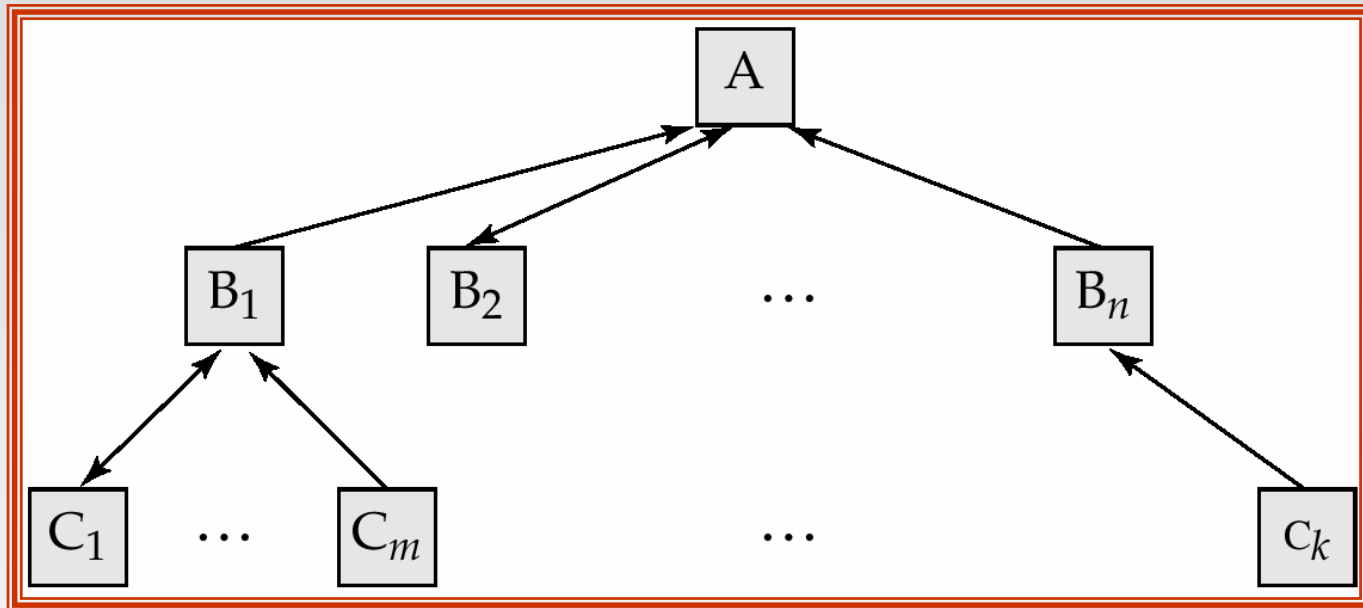 A
B₁ B₂ … Bₙ
C₁ … Cₘ … Cₖ